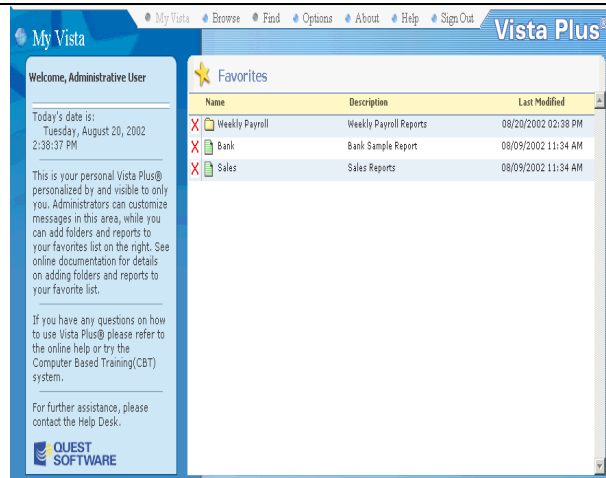 My Vista Browse Find Options About Help Sign Out
Vista Plus®
My Vista
Welcome, Administrative User
Today's date is:
Tuesday, August 20, 2002
2:38:37 PM
This is your personal Vista Plus®
personalized by and visible to only
you. Administrators can customize
messages in this area, while you
can add folders and reports to
your favorites list on the right. See
online documentation for details
on adding folders and reports to
your favorite list.
If you have any questions on how
to use Vista Plus® please refer to
the online help or try the
Computer Based Training(CBT)
system.
For further assistance, please
contact the Help Desk.
QUEST
SOFTWARE
Favorites
Name Description Last Modified
Weekly Payroll Weekly Payroll Reports 08/20/2002 02:38 PM
Bank Bank Sample Report 08/09/2002 11:34 AM
Sales Sales Reports 08/09/2002 11:34 AM